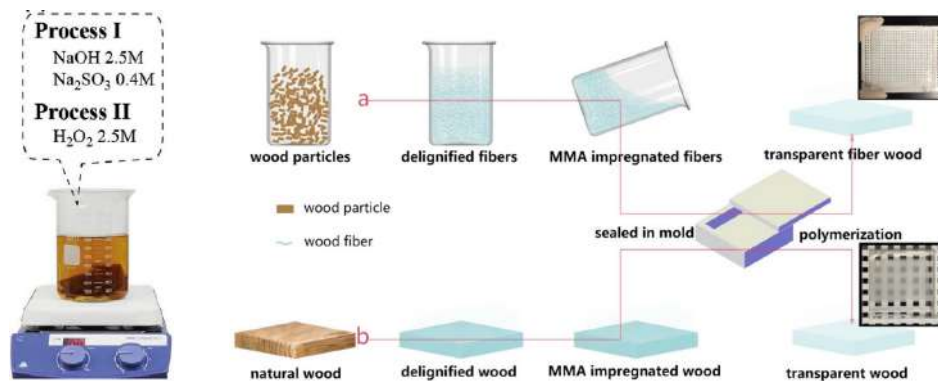 Process I
NaOH 2.5M
Na₂SO₃ 0.4M
Process II
H₂O₂ 2.5M
a
wood particles
delignified fibers
MMA impregnated fibers
transparent fiber wood
wood particle
wood fiber
sealed in mold
polymerization
b
natural wood
delignified wood
MMA impregnated wood
transparent wood